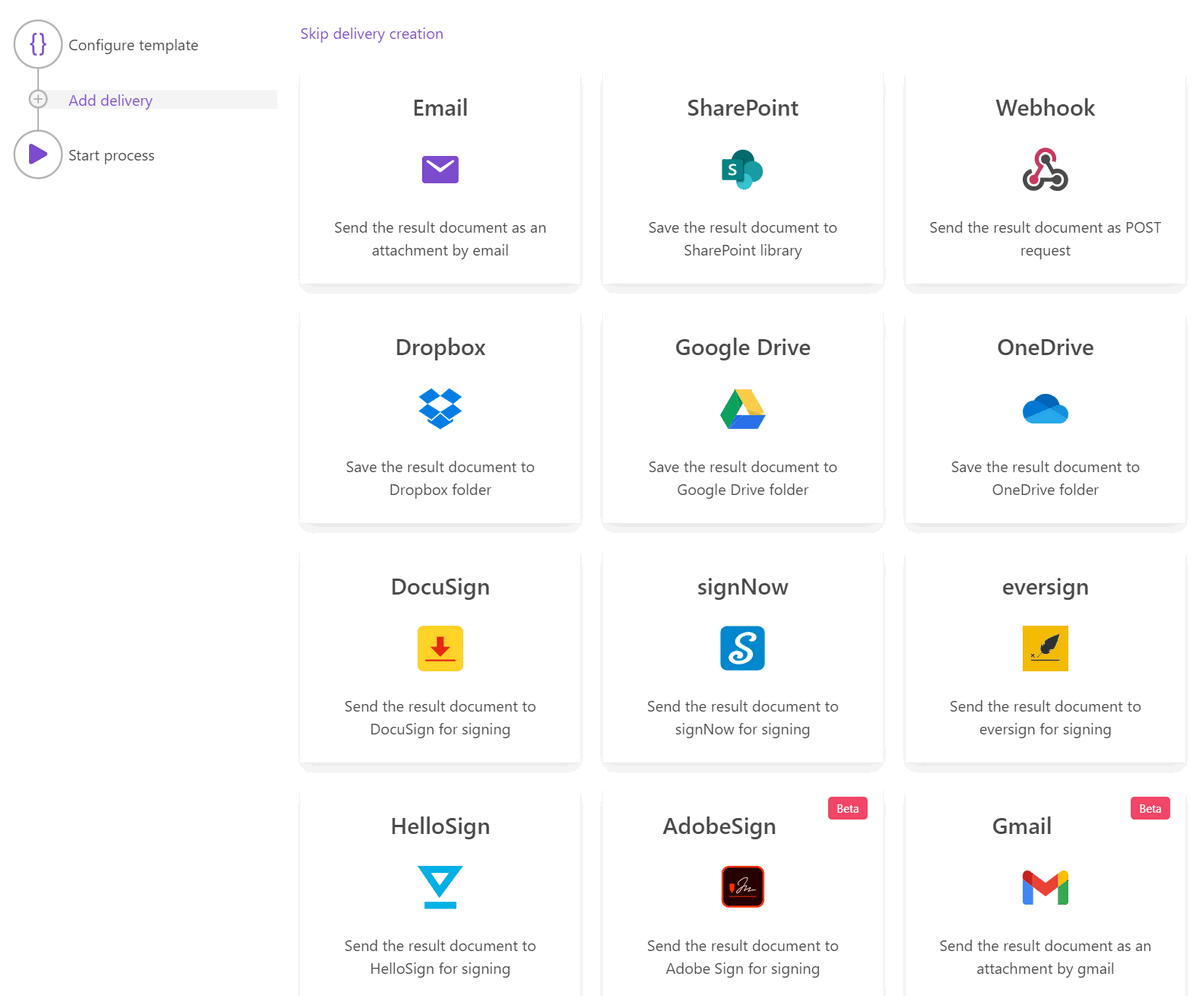 Configure template
Add delivery
Start process
Skip delivery creation
Email
Send the result document as an
attachment by email
SharePoint
S
Save the result document to
SharePoint library
Webhook
Send the result document as POST
request
Dropbox
Save the result document to
Dropbox folder
Google Drive
Save the result document to
Google Drive folder
OneDrive
Save the result document to
OneDrive folder
DocuSign
Send the result document to
DocuSign for signing
signNow
S
Send the result document to
signNow for signing
eversign
Send the result document to
eversign for signing
HelloSign
Send the result document to
HelloSign for signing
Beta
AdobeSign
Send the result document to
Adobe Sign for signing
Beta
Gmail
Send the result document as an
attachment by gmail